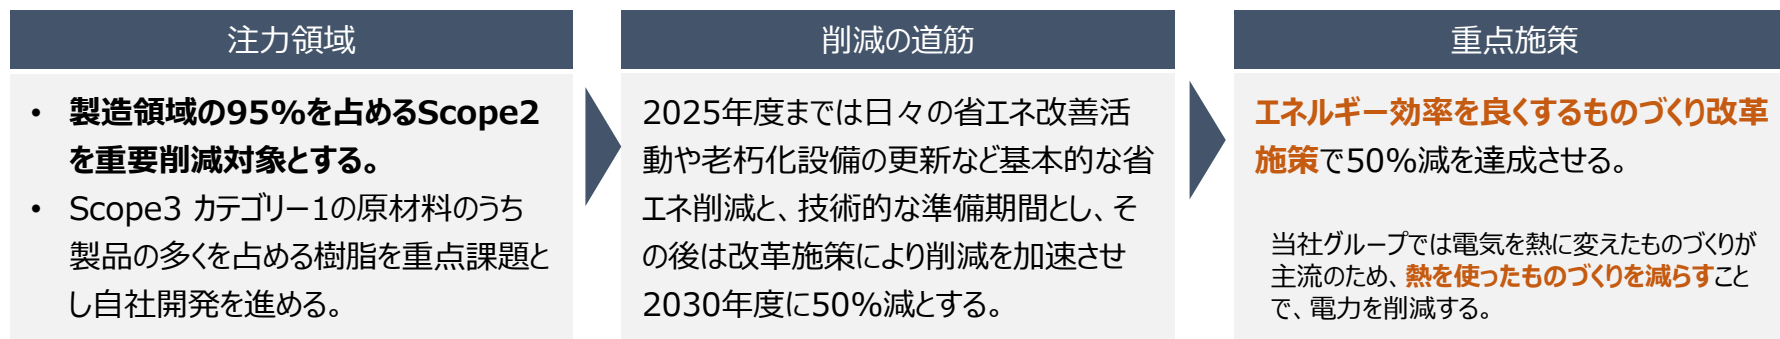 注力領域
• 製造領域の95%を占めるScope2
を重要削減対象とする。
• Scope3 カテゴリー1の原材料のうち
製品の多くを占める樹脂を重点課題と
し自社開発を進める。
削減の道筋
2025年度までは日々の省エネ改善活
動や老朽化設備の更新など基本的な省
エネ削減と、技術的な準備期間とし、そ
の後は改革施策により削減を加速させ
2030年度に50%減とする。
重点施策
エネルギー効率を良くするものづくり改革
施策で50%減を達成させる。
当社グループでは電気を熱に変えたものづくりが
主流のため、熱を使ったものづくりを減らすこと
で、電力を削減する。